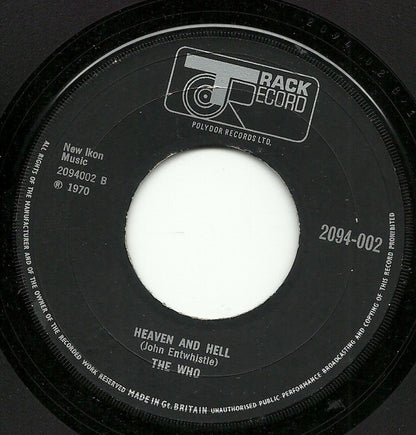 TRACK
RECORD
POLYDOR RECORDS LTD.
New Ikon
Music
2094002 B
℗ 1970
2094-002
HEAVEN AND HELL
(John Entwhistle)
THE WHO
ALL RIGHTS OF THE MANUFACTURER AND OF THE OWNER OF THE RECORDED WORK RESERVED
MADE IN Gt. BRITAIN
UNAUTHORISED PUBLIC PERFORMANCE BROADCASTING AND COPYING OF THIS RECORD PROHIBITED